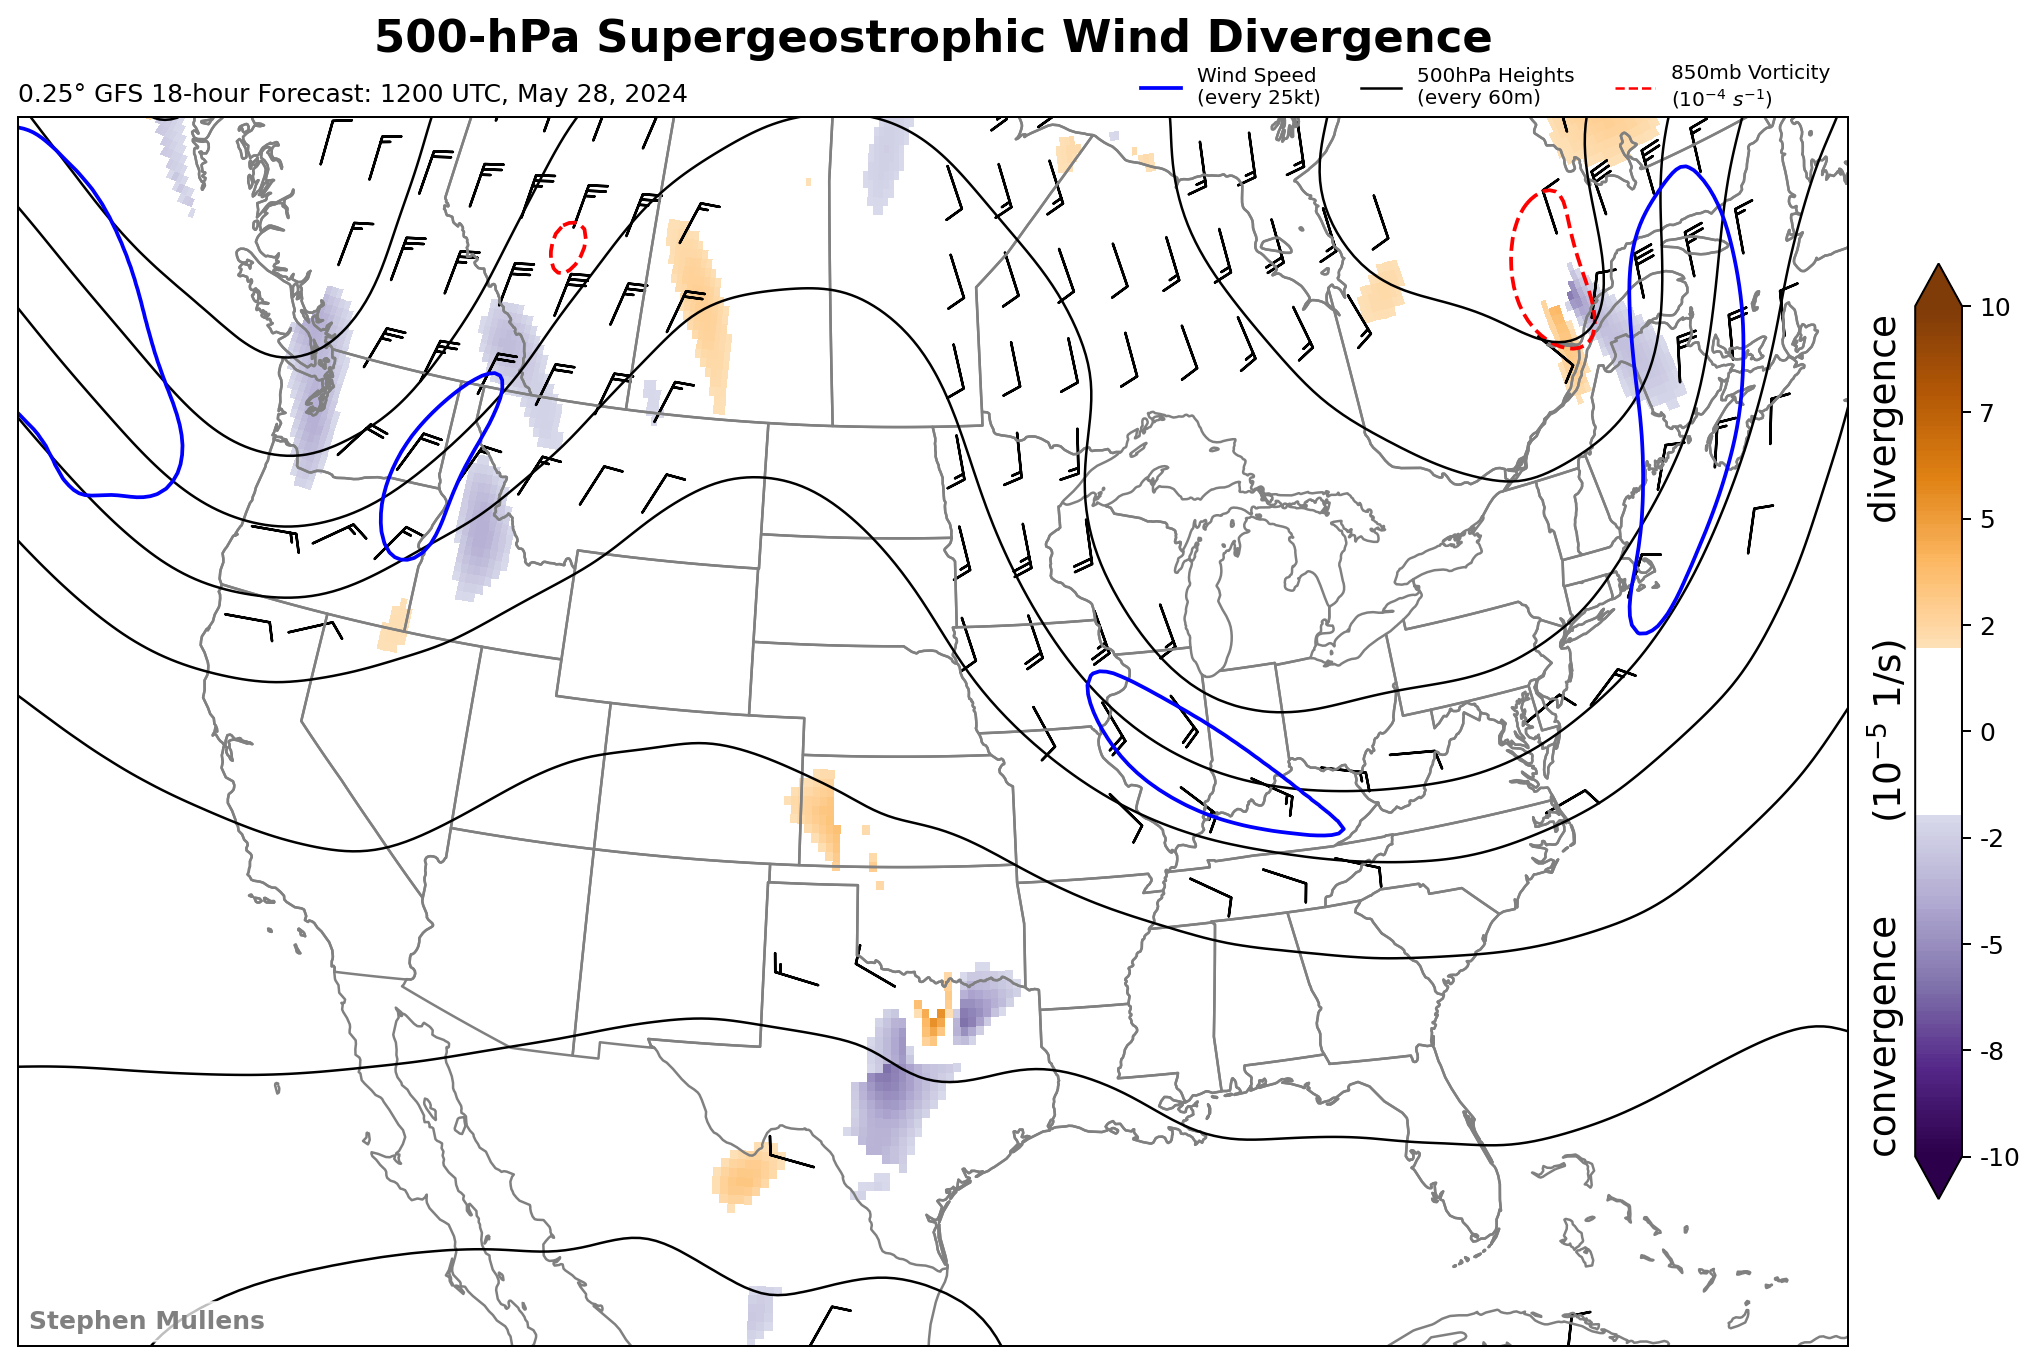 500-hPa Supergeostrophic Wind Divergence
0.25° GFS 18-hour Forecast: 1200 UTC, May 28, 2024
Wind Speed
(every 25kt)
500hPa Heights
(every 60m)
850mb Vorticity
(10⁻⁴ s⁻¹)
10
7
5
2
0
-2
-5
-8
-10
convergence (10⁻⁵ 1/s) divergence
Stephen Mullens